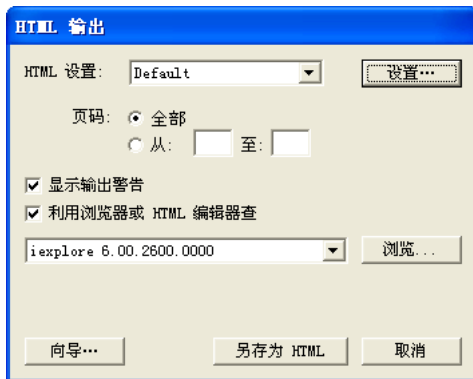 HTML 输出
HTML 设置: Default 设置…
页码: 全部
从: 至:
显示输出警告
利用浏览器或 HTML 编辑器查
iexplore 6.00.2600.0000 浏览...
向导… 另存为 HTML 取消